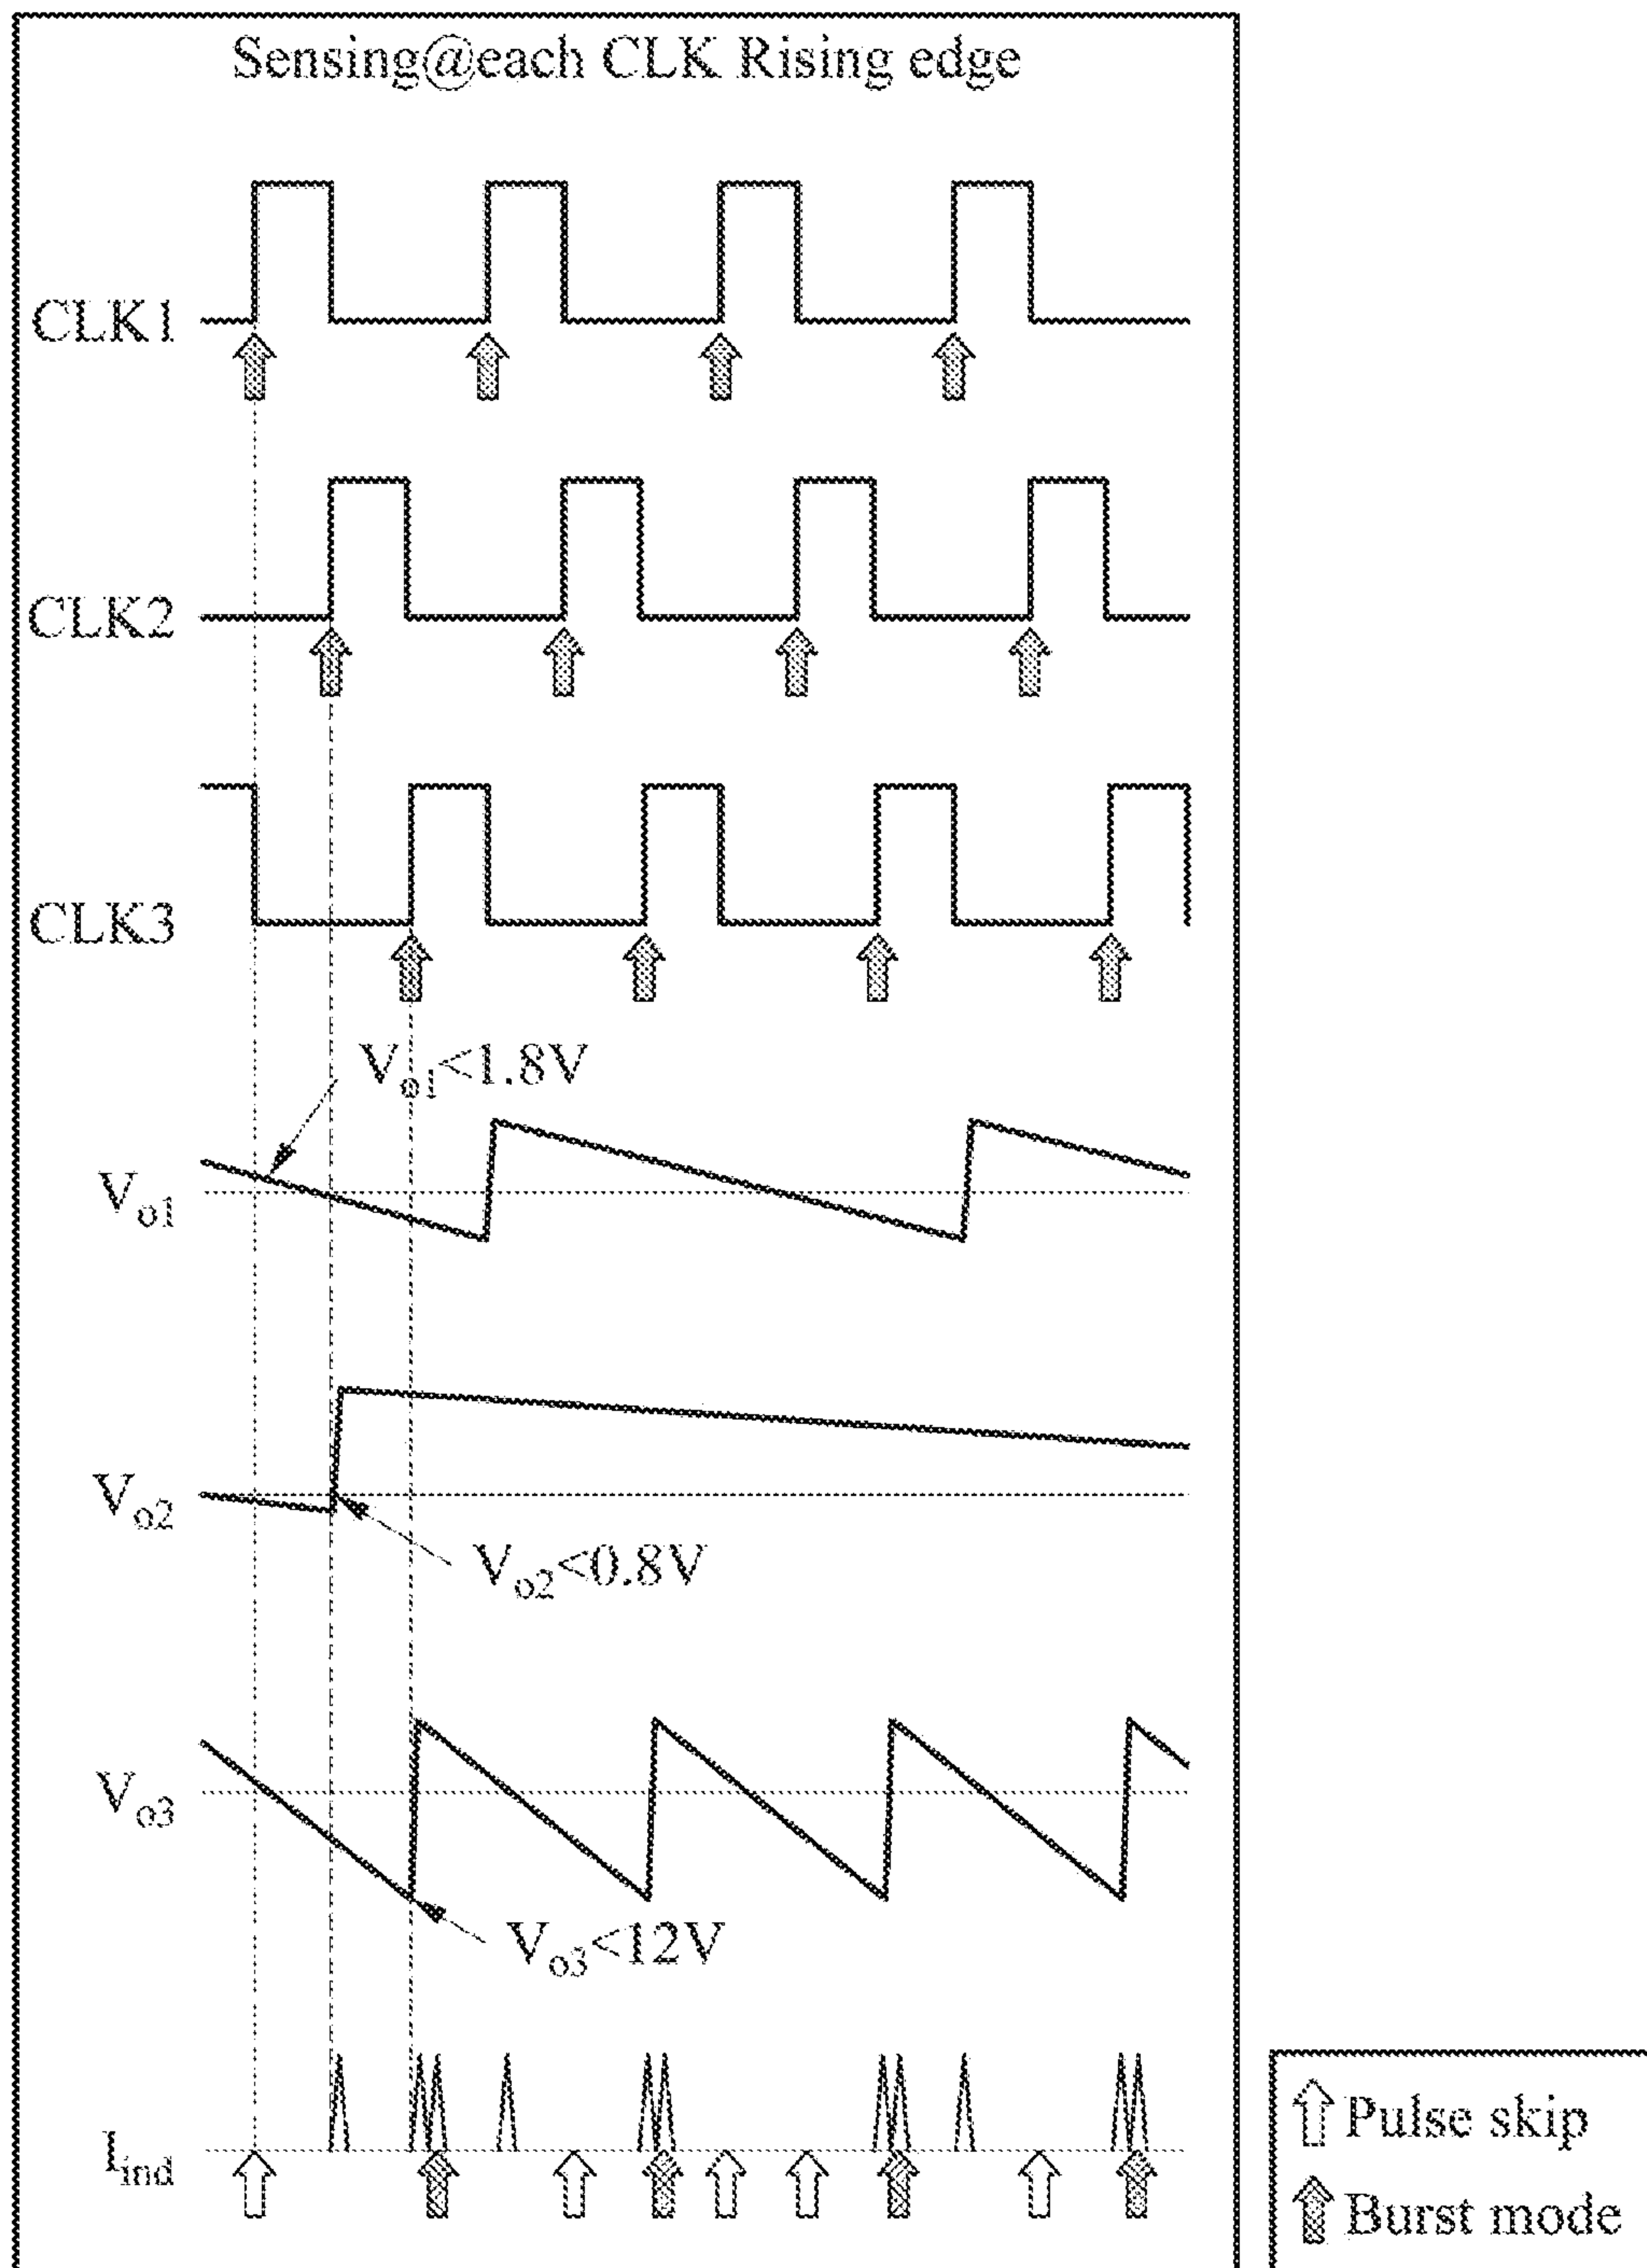 Sensing@each CLK Rising edge
CLK1
CLK2
CLK3
Vo1<1.8V
Vo1
Vo2
Vo2<0.8V
Vo3
Vo3<12V
Iind
Pulse skip
Burst mode